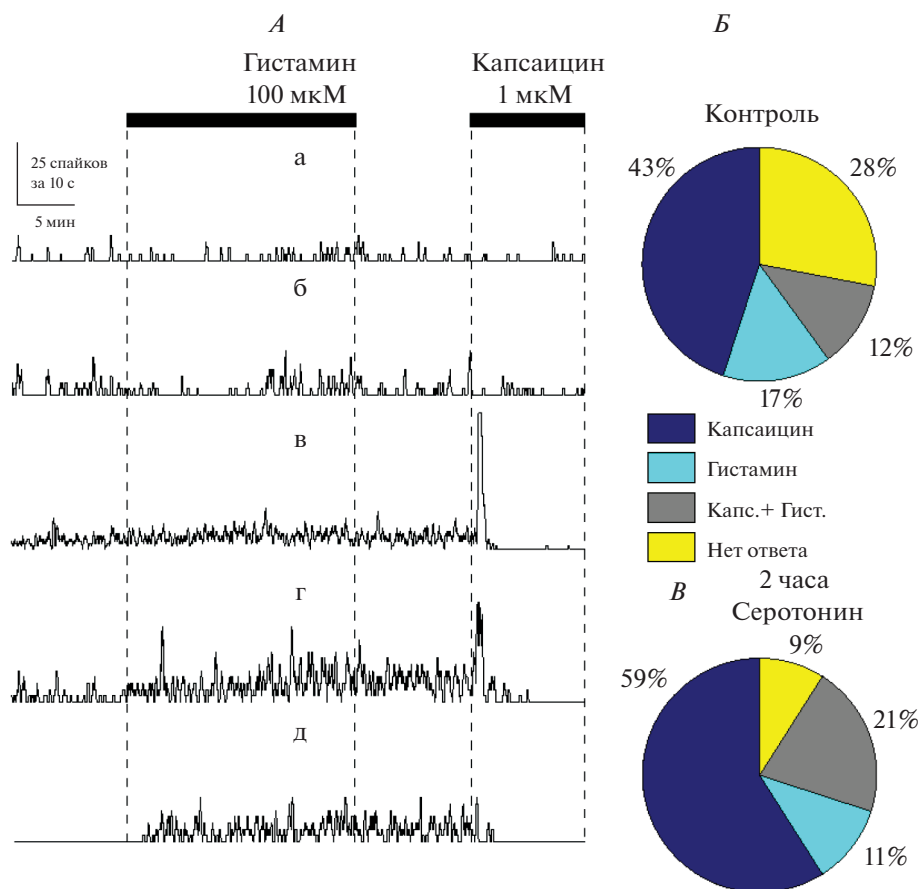 А
Гистамин
100 мкМ
Капсаицин
1 мкМ
25 спайков
за 10 с
5 мин
а
б
в
г
д
Б
Контроль
43%
28%
12%
17%
Капсаицин
Гистамин
Капс.+ Гист.
Нет ответа
В
2 часа
Серотонин
9%
59%
21%
11%